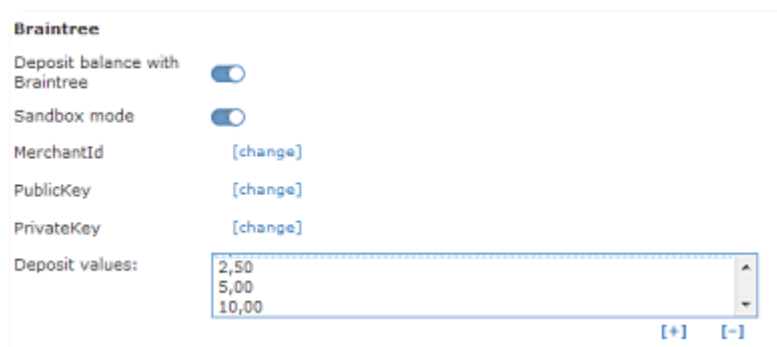 Braintree
Deposit balance with
Braintree
Sandbox mode
MerchantId [change]
PublicKey [change]
PrivateKey [change]
Deposit values:
2,50
5,00
10,00
[+] [-]